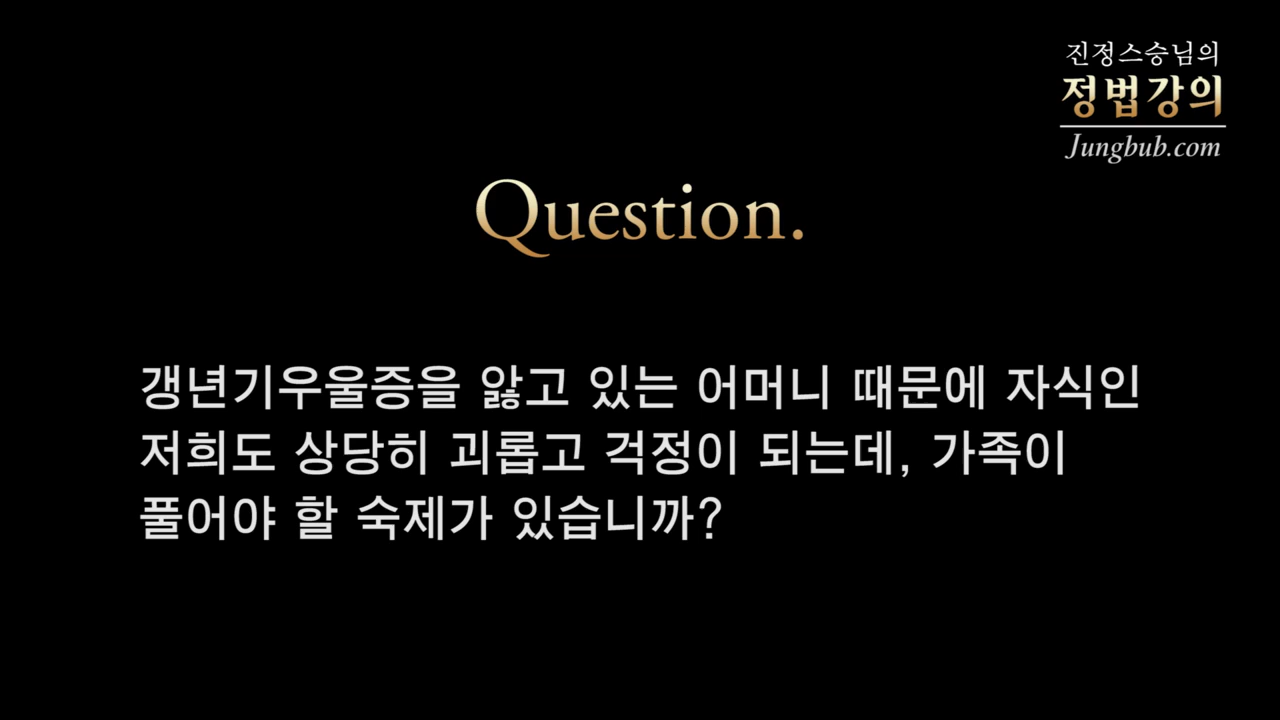 진정스승님의
정법강의
Jungbub.com
Question.
갱년기우울증을 앓고 있는 어머니 때문에 자식인
저희도 상당히 괴롭고 걱정이 되는데, 가족이
풀어야 할 숙제가 있습니까?